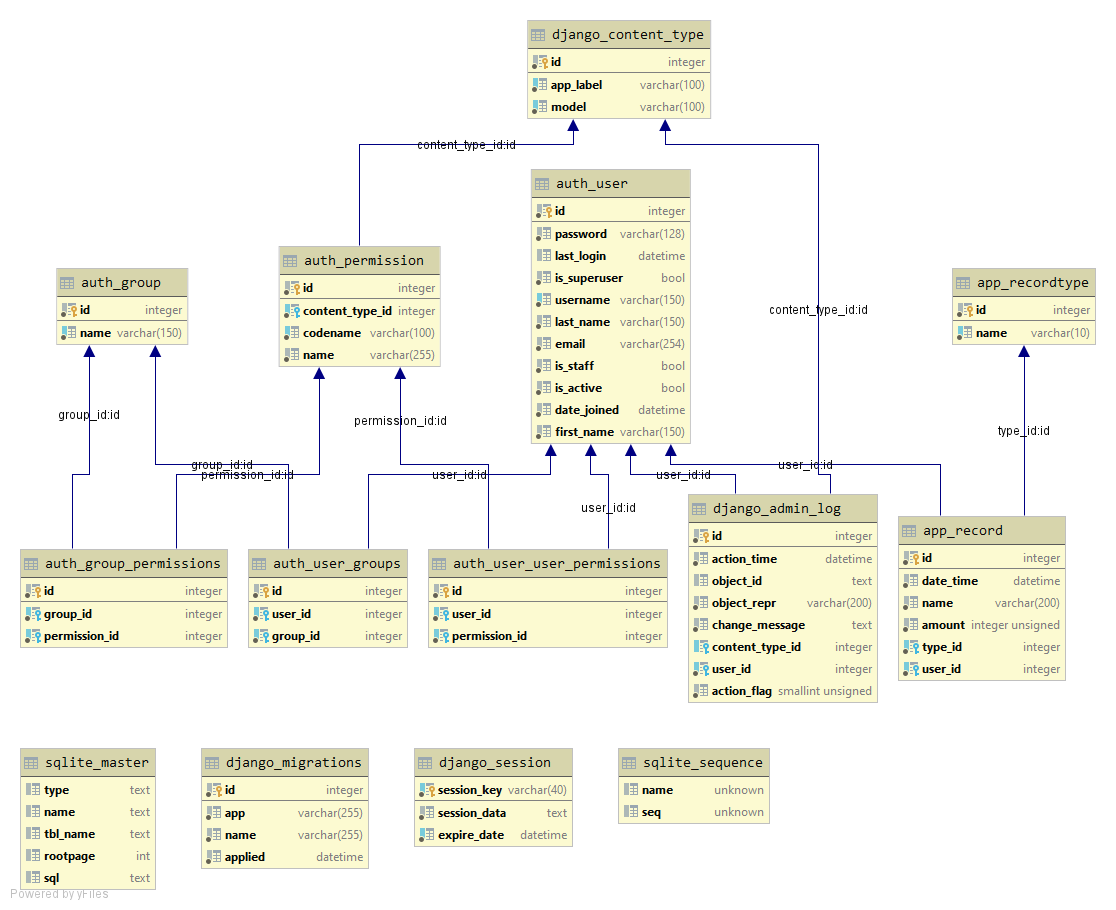 django_content_type
id integer
app_label varchar(100)
model varchar(100)
content_type_id:id
auth_user
id integer
password varchar(128)
last_login datetime
is_superuser bool
username varchar(150)
last_name varchar(150)
email varchar(254)
is_staff bool
is_active bool
date_joined datetime
first_name varchar(150)
auth_permission
id integer
content_type_id integer
codename varchar(100)
name varchar(255)
auth_group
id integer
name varchar(150)
app_recordtype
id integer
name varchar(10)
content_type_id:id
group_id:id
permission_id:id
type_id:id
group_id:id
permission_id:id
user_id:id
user_id:id
user_id:id
user_id:id
auth_group_permissions
id integer
group_id integer
permission_id integer
auth_user_groups
id integer
user_id integer
group_id integer
auth_user_user_permissions
id integer
user_id integer
permission_id integer
django_admin_log
id integer
action_time datetime
object_id text
object_repr varchar(200)
change_message text
content_type_id integer
user_id integer
action_flag smallint unsigned
app_record
id integer
date_time datetime
name varchar(200)
amount integer unsigned
type_id integer
user_id integer
sqlite_master
type text
name text
tbl_name text
rootpage int
sql text
django_migrations
id integer
app varchar(255)
name varchar(255)
applied datetime
django_session
session_key varchar(40)
session_data text
expire_date datetime
sqlite_sequence
name unknown
seq unknown
Powered by yFiles